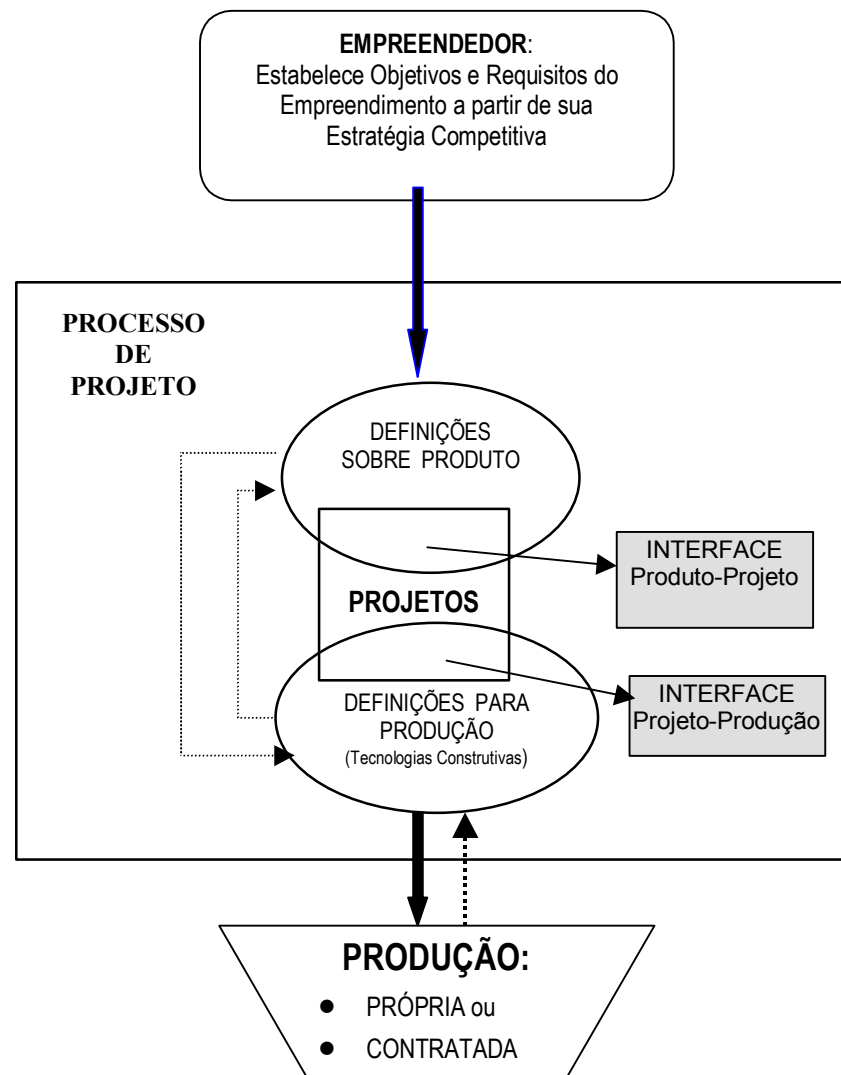 EMPREENDEDOR:
Estabelece Objetivos e Requisitos do
Empreendimento a partir de sua
Estratégia Competitiva
PROCESSO
DE
PROJETO
DEFINIÇÕES
SOBRE PRODUTO
INTERFACE
Produto-Projeto
PROJETOS
INTERFACE
Projeto-Produção
DEFINIÇÕES PARA
PRODUÇÃO
(Tecnologias Construtivas)
PRODUÇÃO:
● PRÓPRIA ou
● CONTRATADA